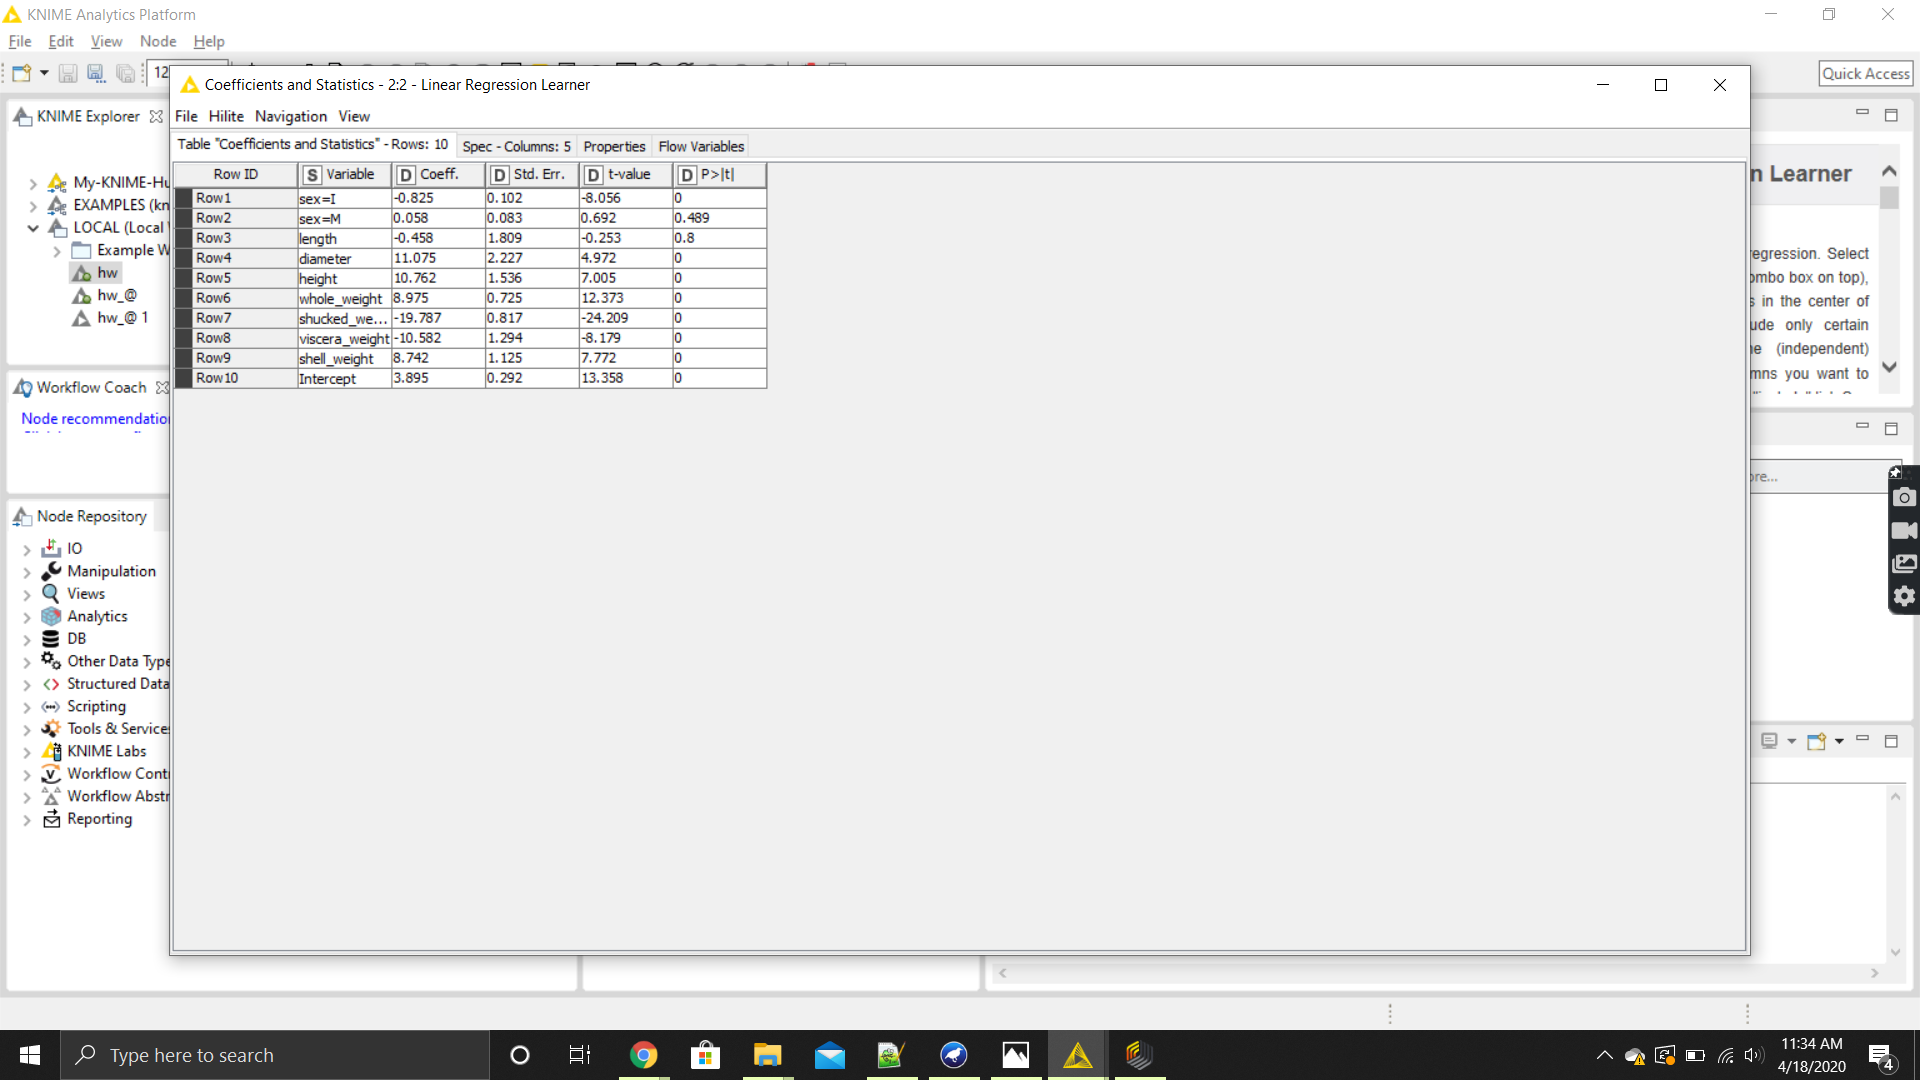 KNIME Analytics Platform
File Edit View Node Help
12
Quick Access
Coefficients and Statistics - 2:2 - Linear Regression Learner
File Hilite Navigation View
Table "Coefficients and Statistics" - Rows: 10 Spec - Columns: 5 Properties Flow Variables
Row ID S Variable D Coeff. D Std. Err. D t-value D P>|t|
Row1 sex=I -0.825 0.102 -8.056 0
Row2 sex=M 0.058 0.083 0.692 0.489
Row3 length -0.458 1.809 -0.253 0.8
Row4 diameter 11.075 2.227 4.972 0
Row5 height 10.762 1.536 7.005 0
Row6 whole_weight 8.975 0.725 12.373 0
Row7 shucked_we... -19.787 0.817 -24.209 0
Row8 viscera_weight -10.582 1.294 -8.179 0
Row9 shell_weight 8.742 1.125 7.772 0
Row10 Intercept 3.895 0.292 13.358 0
KNIME Explorer
My-KNIME-Hu
EXAMPLES (kn
LOCAL (Local
Example W
hw
hw_@
hw_@ 1
Workflow Coach
Node recommendatio
Node Repository
IO
Manipulation
Views
Analytics
DB
Other Data Type
Structured Data
Scripting
Tools & Services
KNIME Labs
Workflow Cont
Workflow Abstr
Reporting
n Learner
egression. Select
ombo box on top),
s in the center of
ude only certain
ne (independent)
mns you want to
ore...
Type here to search
11:34 AM
4/18/2020
4